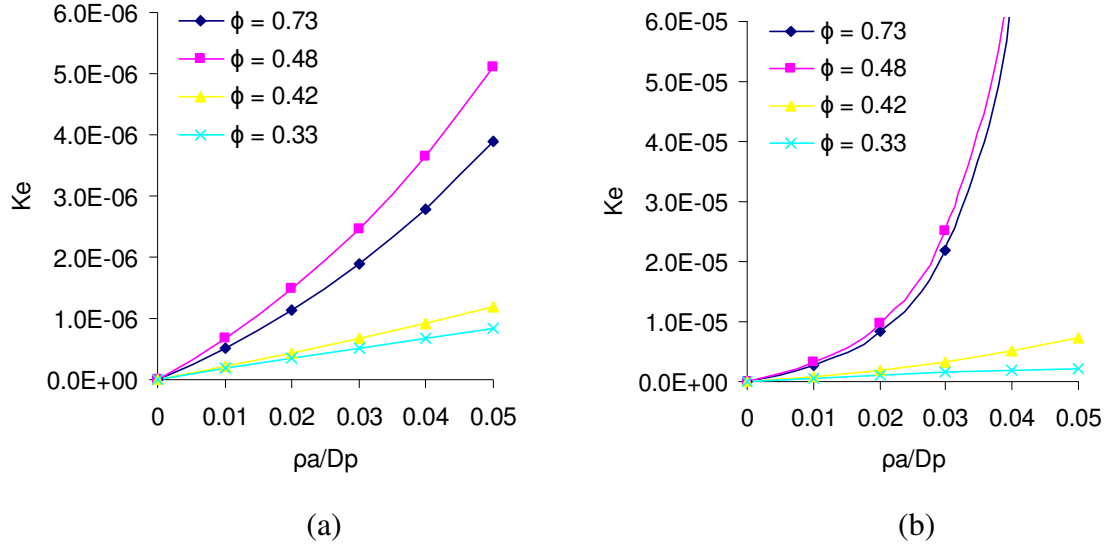 6.0E-06
5.0E-06
4.0E-06
3.0E-06
2.0E-06
1.0E-06
0.0E+00
Ke
ϕ = 0.73
ϕ = 0.48
ϕ = 0.42
ϕ = 0.33
0 0.01 0.02 0.03 0.04 0.05
ρa/Dp
(a)
6.0E-05
5.0E-05
4.0E-05
3.0E-05
2.0E-05
1.0E-05
0.0E+00
Ke
ϕ = 0.73
ϕ = 0.48
ϕ = 0.42
ϕ = 0.33
0 0.01 0.02 0.03 0.04 0.05
ρa/Dp
(b)